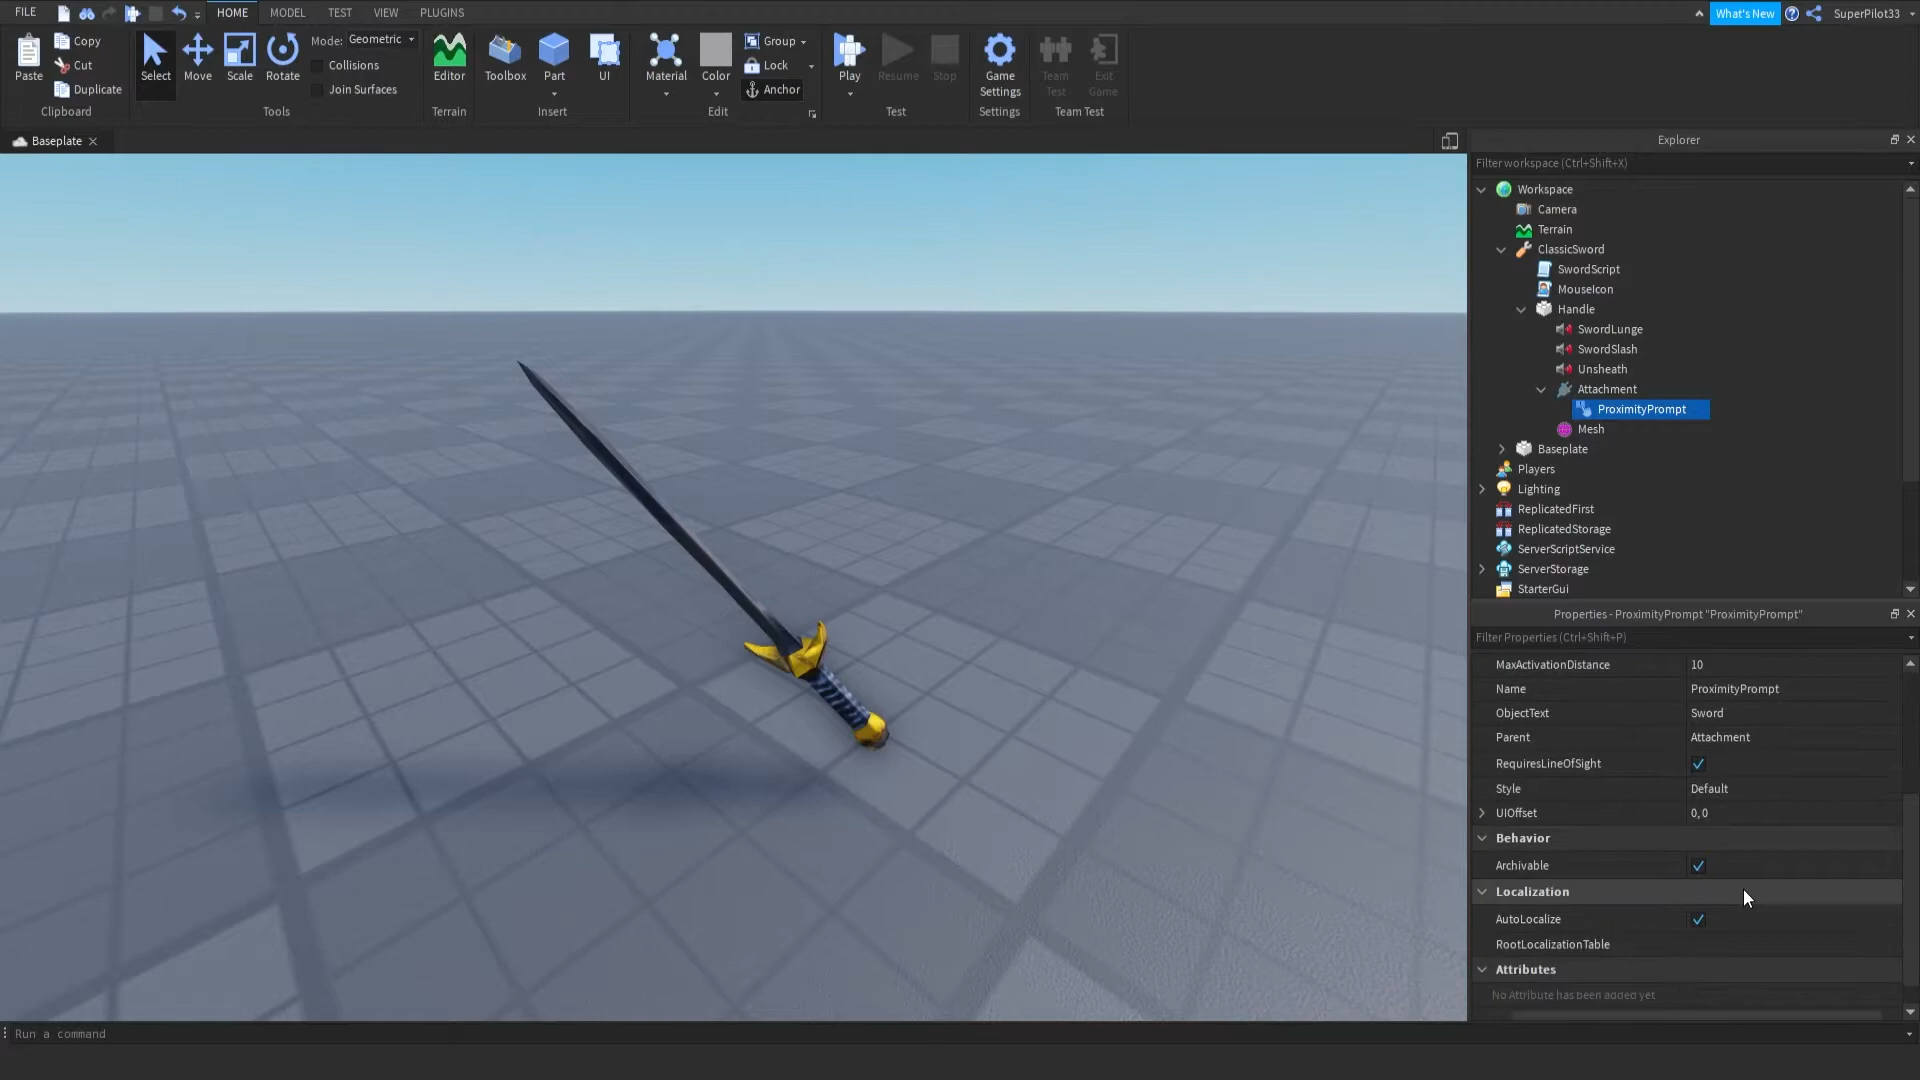 FILE
HOME
MODEL
TEST
VIEW
PLUGINS
What's New
SuperPilot33
Paste
Copy
Cut
Duplicate
Clipboard
Select
Move
Scale
Rotate
Mode: Geometric
Collisions
Join Surfaces
Tools
Editor
Terrain
Toolbox
Part
UI
Insert
Material
Color
Group
Lock
Anchor
Edit
Play
Resume
Stop
Test
Game
Settings
Settings
Team
Test
Exit
Game
Team Test
Baseplate
Explorer
Filter workspace (Ctrl+Shift+X)
Workspace
Camera
Terrain
ClassicSword
SwordScript
MouseIcon
Handle
SwordLunge
SwordSlash
Unsheath
Attachment
ProximityPrompt
Mesh
Baseplate
Players
Lighting
ReplicatedFirst
ReplicatedStorage
ServerScriptService
ServerStorage
StarterGui
Properties - ProximityPrompt "ProximityPrompt"
Filter Properties (Ctrl+Shift+P)
MaxActivationDistance 10
Name ProximityPrompt
ObjectText Sword
Parent Attachment
RequiresLineOfSight
Style Default
UIOffset 0, 0
Behavior
Archivable
Localization
AutoLocalize
RootLocalizationTable
Attributes
No Attribute has been added yet
Run a command